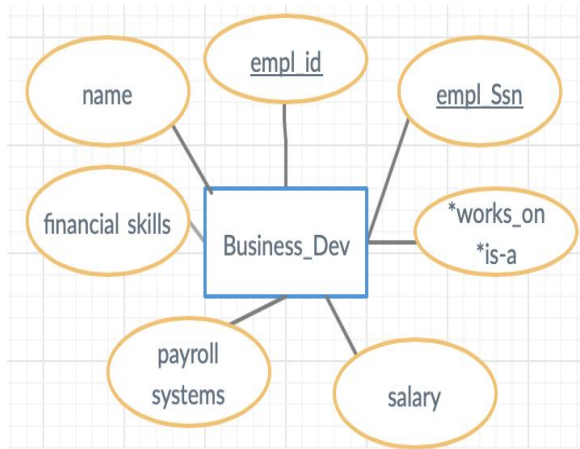 empl_id
name
empl_Ssn
financial skills
*works_on
*is-a
Business_Dev
payroll
systems
salary